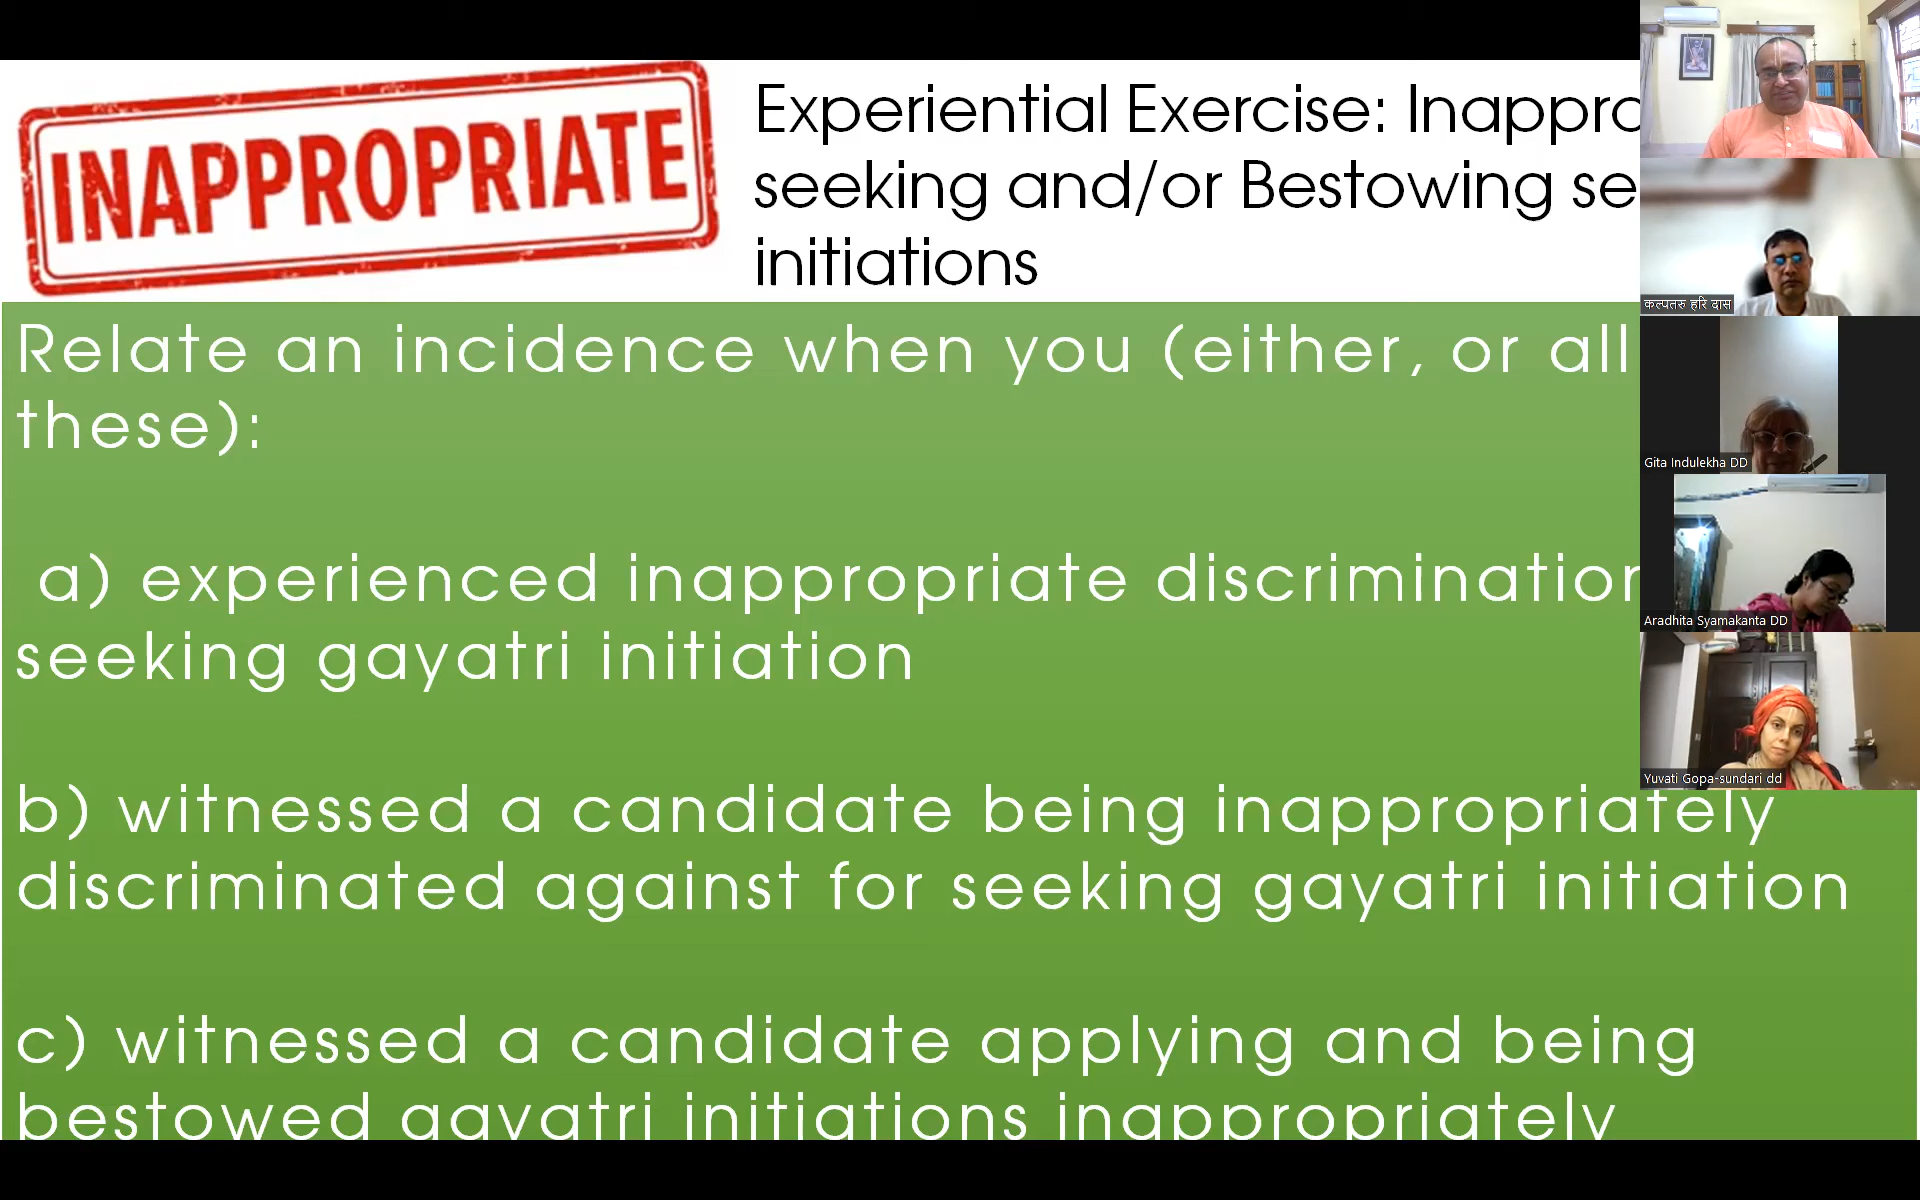 INAPPROPRIATE
Experiential Exercise: Inappro
seeking and/or Bestowing se
initiations
Relate an incidence when you (either, or all
these):
a) experienced inappropriate discrimination
seeking gayatri initiation
b) witnessed a candidate being inappropriately
discriminated against for seeking gayatri initiation
c) witnessed a candidate applying and being
bestowed gayatri initiations inappropriately
कल्पतरु हरि दास
Gita Indulekha DD
Aradhita Syamakanta DD
Yuvati Gopa-sundari dd